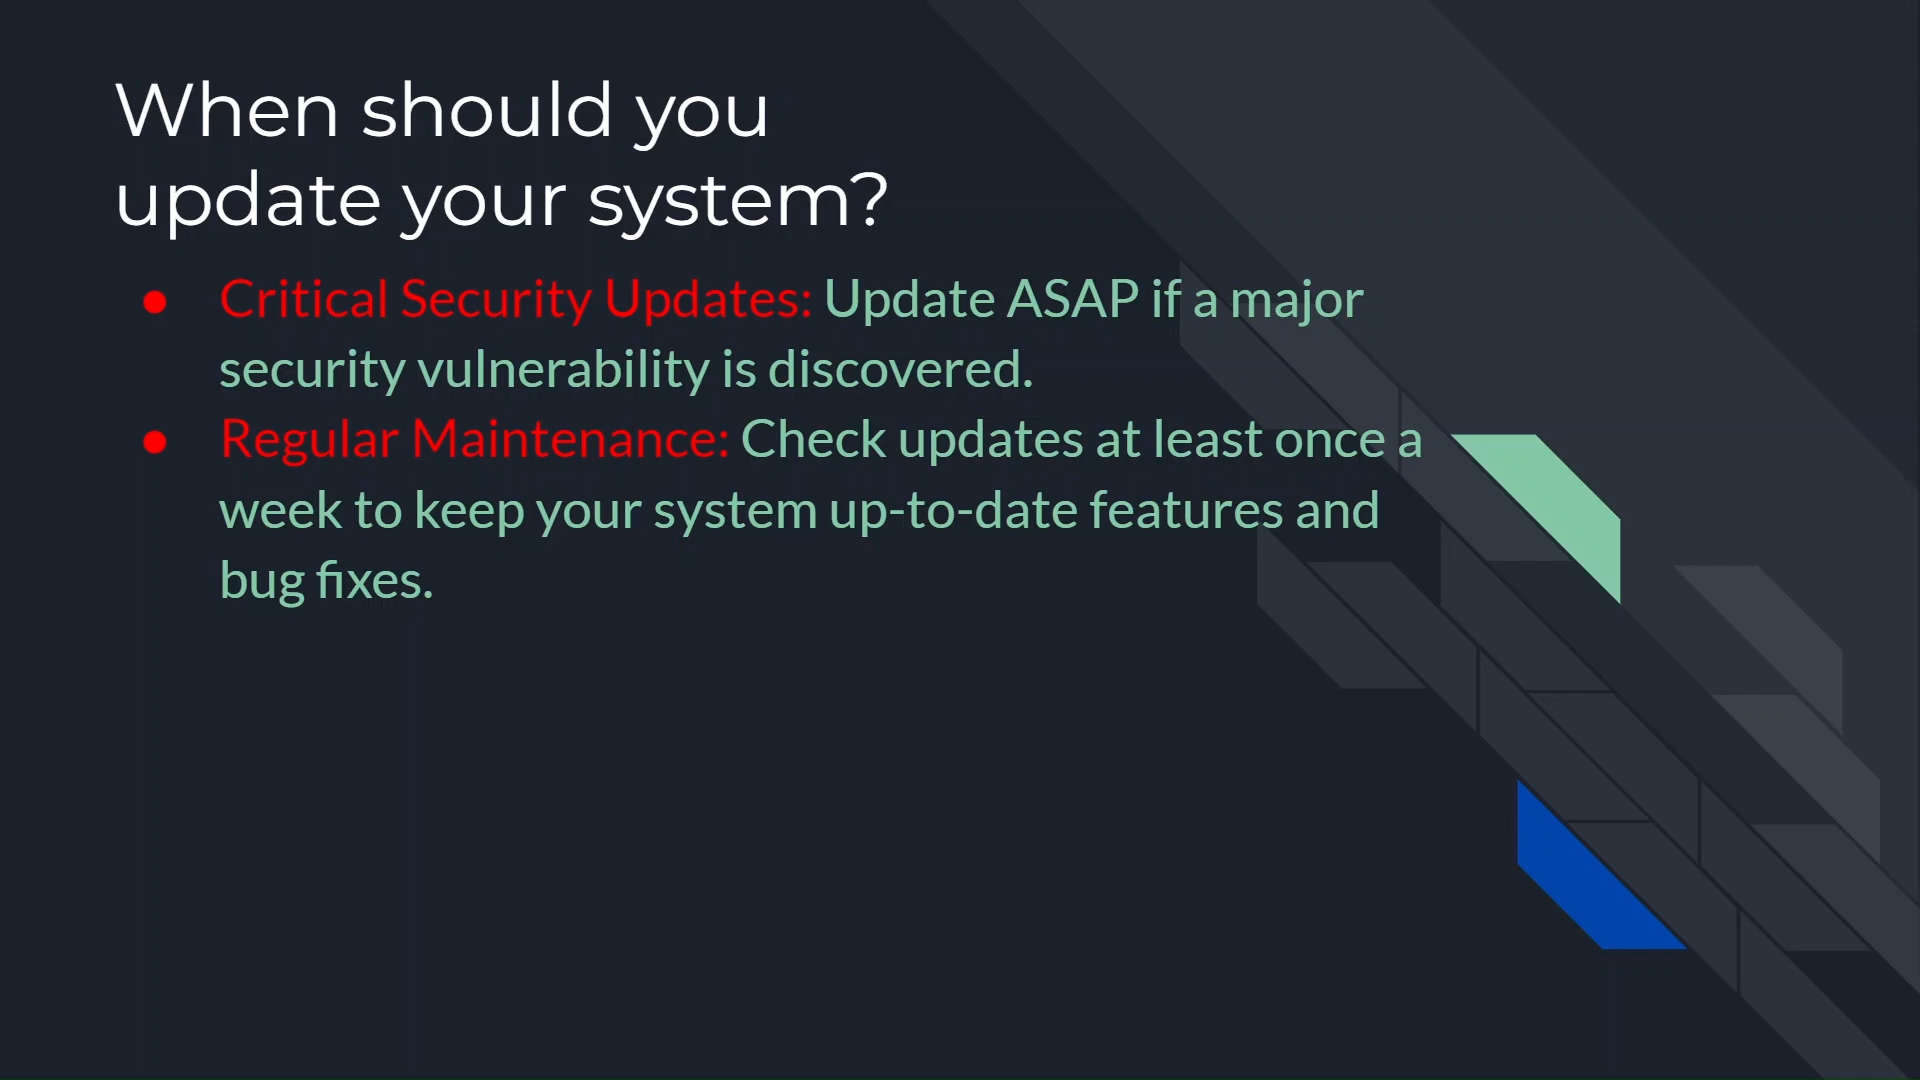 When should you
update your system?
● Critical Security Updates: Update ASAP if a major
security vulnerability is discovered.
● Regular Maintenance: Check updates at least once a
week to keep your system up-to-date features and
bug fixes.